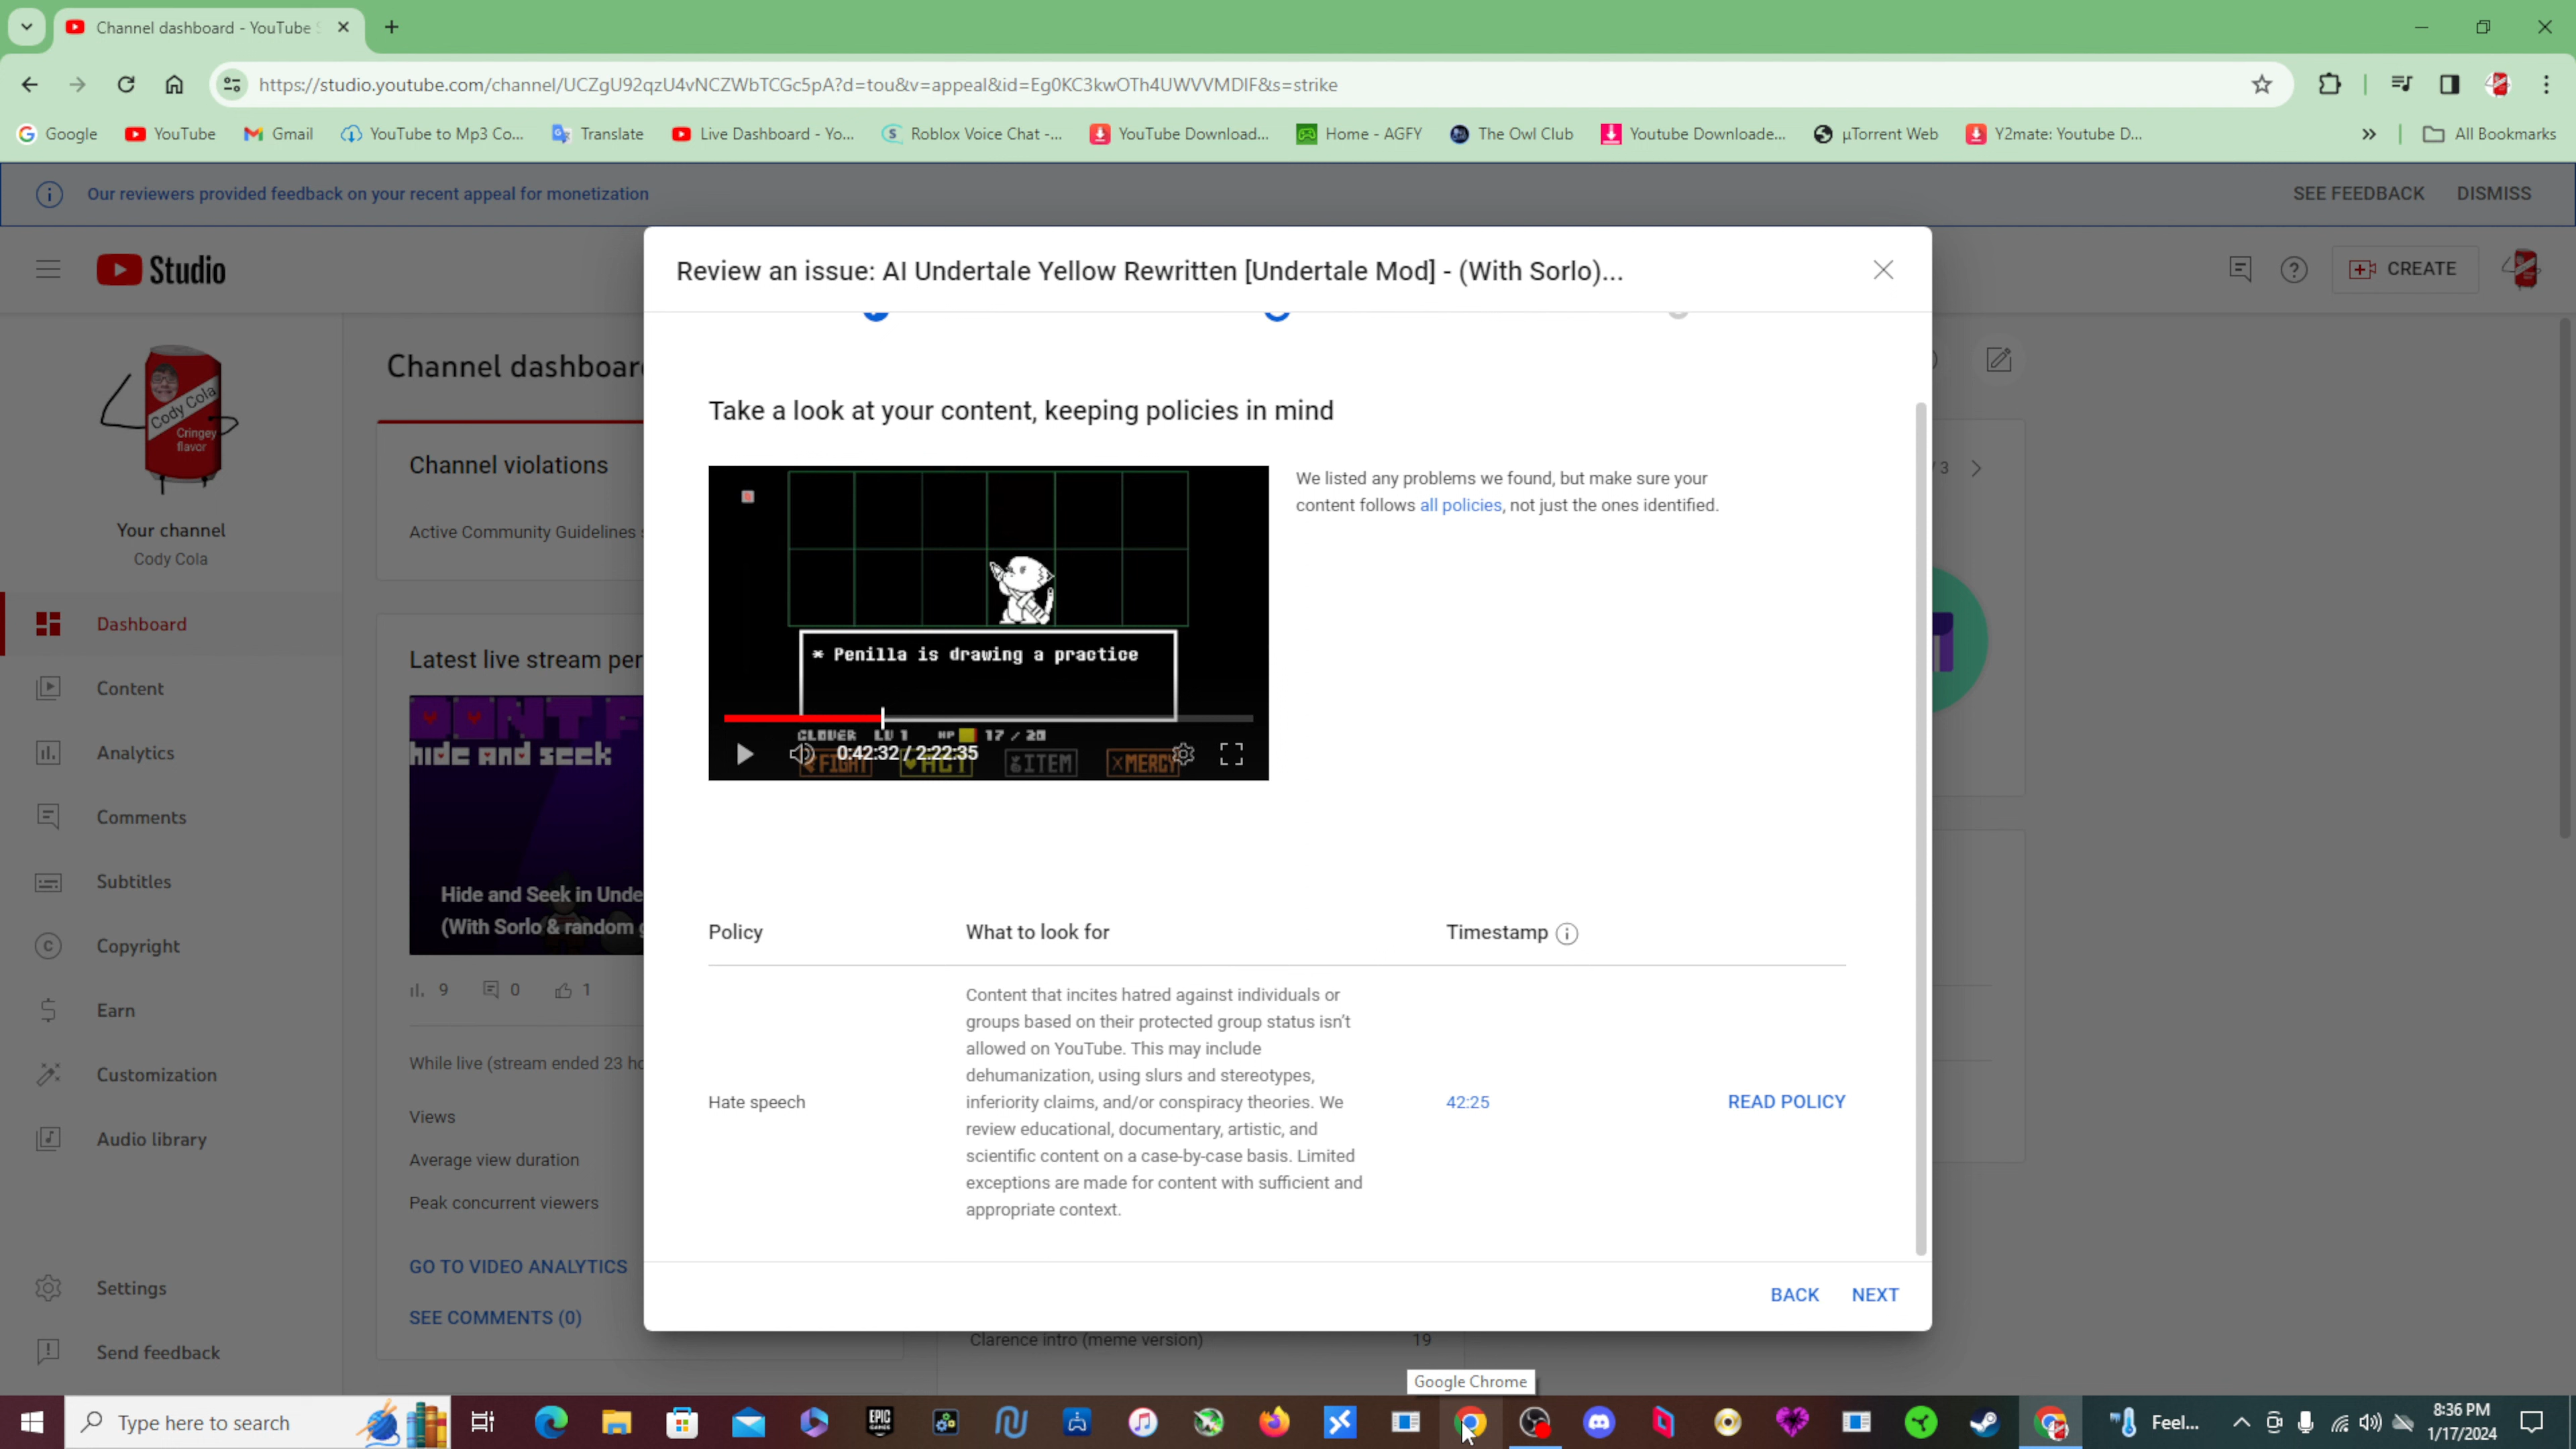 Channel dashboard - YouTube S
https://studio.youtube.com/channel/UCZgU92qzU4vNCZWbTCGc5pA?d=tou&v=appeal&id=Eg0KC3kwOTh4UWVVMDlF&s=strike
Google YouTube Gmail YouTube to Mp3 Co... Translate Live Dashboard - Yo... Roblox Voice Chat -... YouTube Download... Home - AGFY The Owl Club Youtube Downloade... µTorrent Web Y2mate: Youtube D... » All Bookmarks
Our reviewers provided feedback on your recent appeal for monetization SEE FEEDBACK DISMISS
Studio
CREATE
Review an issue: AI Undertale Yellow Rewritten [Undertale Mod] - (With Sorlo)...
Cody Cola
Cringey
flavor
Your channel
Cody Cola
Dashboard
Content
Analytics
Comments
Subtitles
Copyright
Earn
Customization
Audio library
Settings
Send feedback
Channel dashboar
Channel violations
Active Community Guidelines s
Latest live stream per
DONT F
hide and seek
Hide and Seek in Unde
(With Sorlo & random g
9 0 1
While live (stream ended 23 ho
Views
Average view duration
Peak concurrent viewers
GO TO VIDEO ANALYTICS
SEE COMMENTS (0)
Take a look at your content, keeping policies in mind
* Penilla is drawing a practice
CLOVER LV 1 HP 17 / 20
0:42:32 / 2:22:35
FIGHT ACT ITEM MERCY
We listed any problems we found, but make sure your
content follows all policies, not just the ones identified.
/ 3
Policy What to look for Timestamp
Hate speech
Content that incites hatred against individuals or
groups based on their protected group status isn't
allowed on YouTube. This may include
dehumanization, using slurs and stereotypes,
inferiority claims, and/or conspiracy theories. We
review educational, documentary, artistic, and
scientific content on a case-by-case basis. Limited
exceptions are made for content with sufficient and
appropriate context.
42:25
READ POLICY
BACK NEXT
Clarence intro (meme version) 19
Google Chrome
Type here to search
EPIC
GAMES
Feel...
8:36 PM
1/17/2024